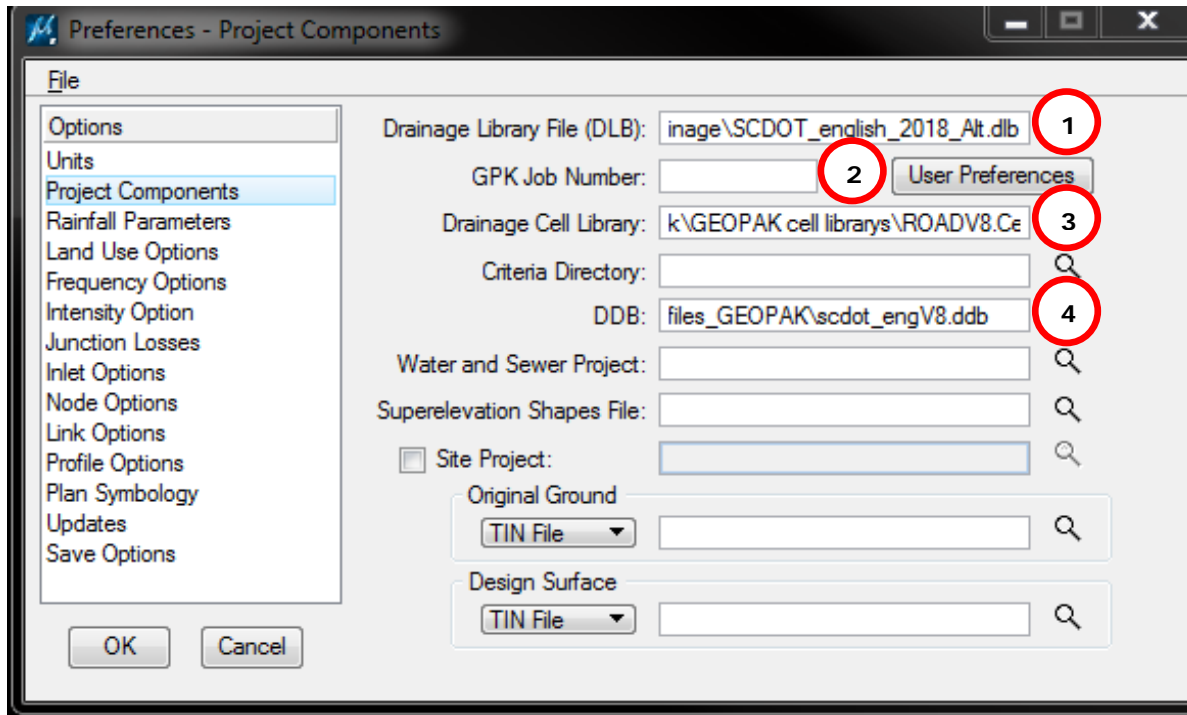 Preferences - Project Components
File
Options
Units
Project Components
Rainfall Parameters
Land Use Options
Frequency Options
Intensity Option
Junction Losses
Inlet Options
Node Options
Link Options
Profile Options
Plan Symbology
Updates
Save Options
OK Cancel
Drainage Library File (DLB): inage\SCDOT_english_2018_Alt.dlb 1
GPK Job Number: 2 User Preferences
Drainage Cell Library: k\GEOPAK cell librarys\ROADV8.Ce 3
Criteria Directory:
DDB: files_GEOPAK\scdot_engV8.ddb 4
Water and Sewer Project:
Superelevation Shapes File:
Site Project:
Original Ground
TIN File
Design Surface
TIN File